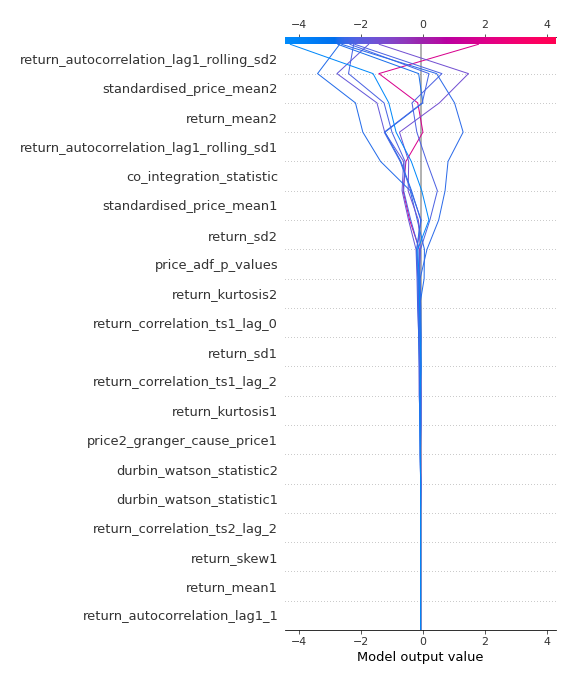 −4 −2 0 2 4
return_autocorrelation_lag1_rolling_sd2
standardised_price_mean2
return_mean2
return_autocorrelation_lag1_rolling_sd1
co_integration_statistic
standardised_price_mean1
return_sd2
price_adf_p_values
return_kurtosis2
return_correlation_ts1_lag_0
return_sd1
return_correlation_ts1_lag_2
return_kurtosis1
price2_granger_cause_price1
durbin_watson_statistic2
durbin_watson_statistic1
return_correlation_ts2_lag_2
return_skew1
return_mean1
return_autocorrelation_lag1_1
−4 −2 0 2 4
Model output value